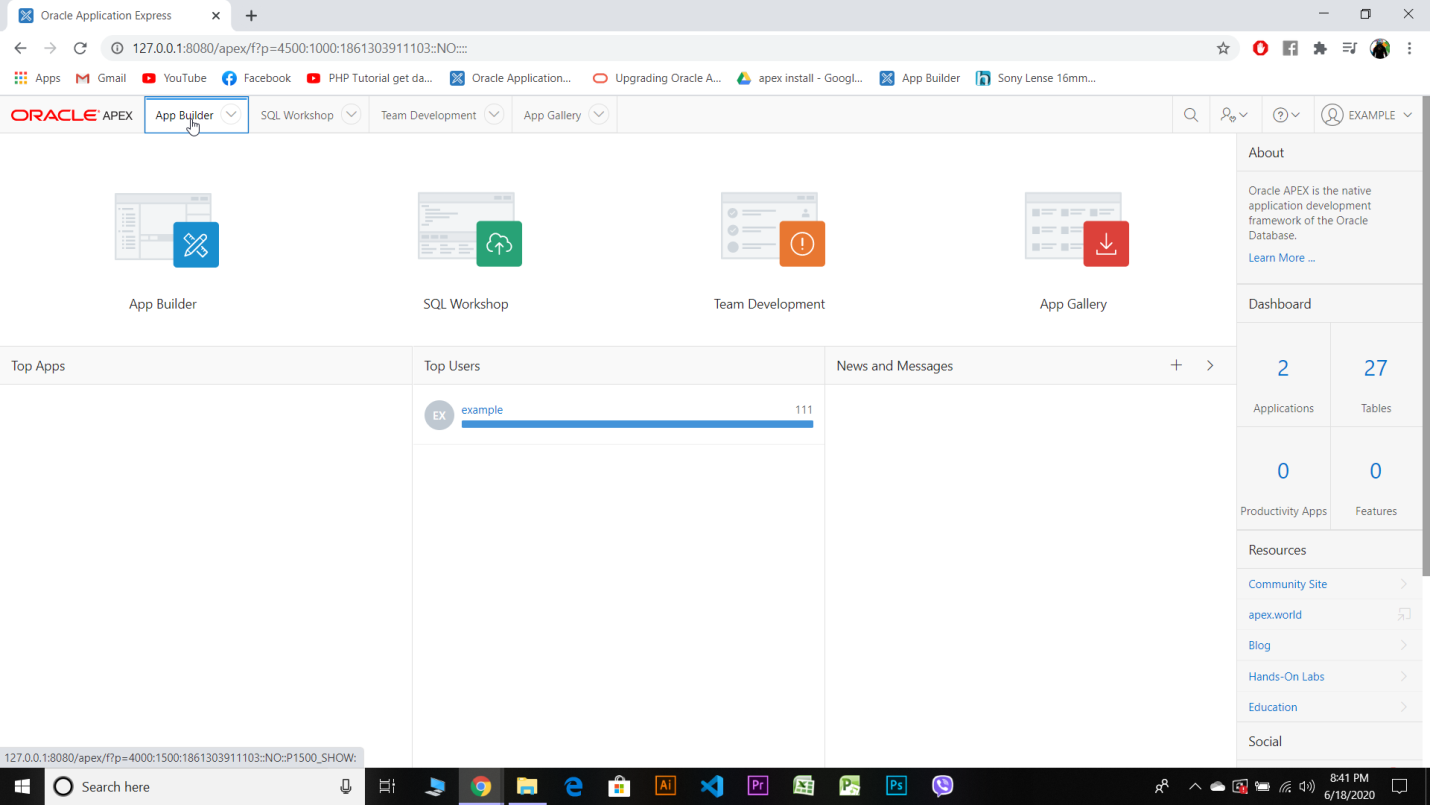 Oracle Application Express
127.0.0.1:8080/apex/f?p=4500:1000:1861303911103::NO::::
Apps Gmail YouTube Facebook PHP Tutorial get da... Oracle Application... Upgrading Oracle A... apex install - Googl... App Builder Sony Lense 16mm...
ORACLE APEX App Builder SQL Workshop Team Development App Gallery EXAMPLE
About
Oracle APEX is the native
application development
framework of the Oracle
Database.
Learn More ...
App Builder SQL Workshop Team Development App Gallery
Dashboard
2 27
Applications Tables
0 0
Productivity Apps Features
Top Apps Top Users News and Messages
EX example 111
Resources
Community Site
apex.world
Blog
Hands-On Labs
Education
Social
127.0.0.1:8080/apex/f?p=4000:1500:1861303911103::NO::P1500_SHOW:
Search here
Ai Pr Ps
8:41 PM
6/18/2020